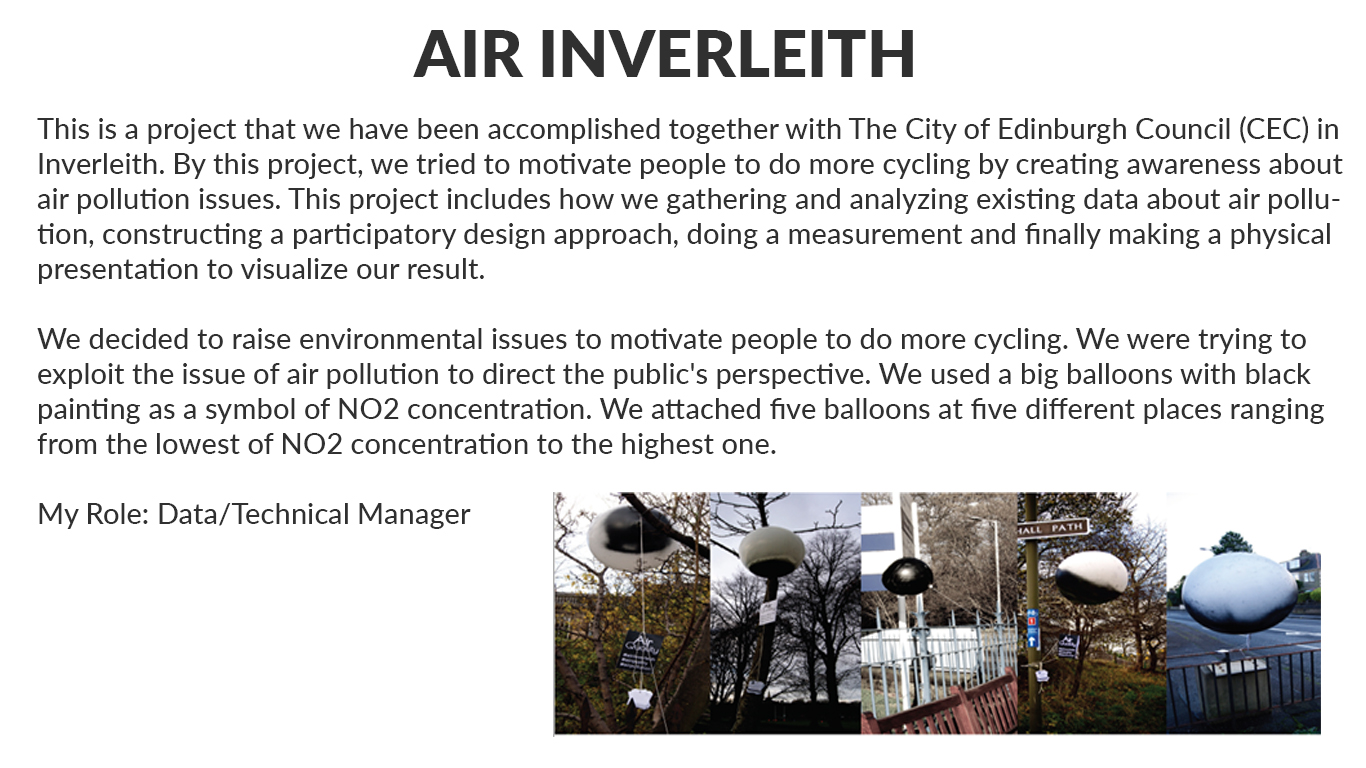 AIR INVERLEITH
This is a project that we have been accomplished together with The City of Edinburgh Council (CEC) in
Inverleith. By this project, we tried to motivate people to do more cycling by creating awareness about
air pollution issues. This project includes how we gathering and analyzing existing data about air pollu-
tion, constructing a participatory design approach, doing a measurement and finally making a physical
presentation to visualize our result.
We decided to raise environmental issues to motivate people to do more cycling. We were trying to
exploit the issue of air pollution to direct the public's perspective. We used a big balloons with black
painting as a symbol of NO2 concentration. We attached five balloons at five different places ranging
from the lowest of NO2 concentration to the highest one.
My Role: Data/Technical Manager
PATH
Air